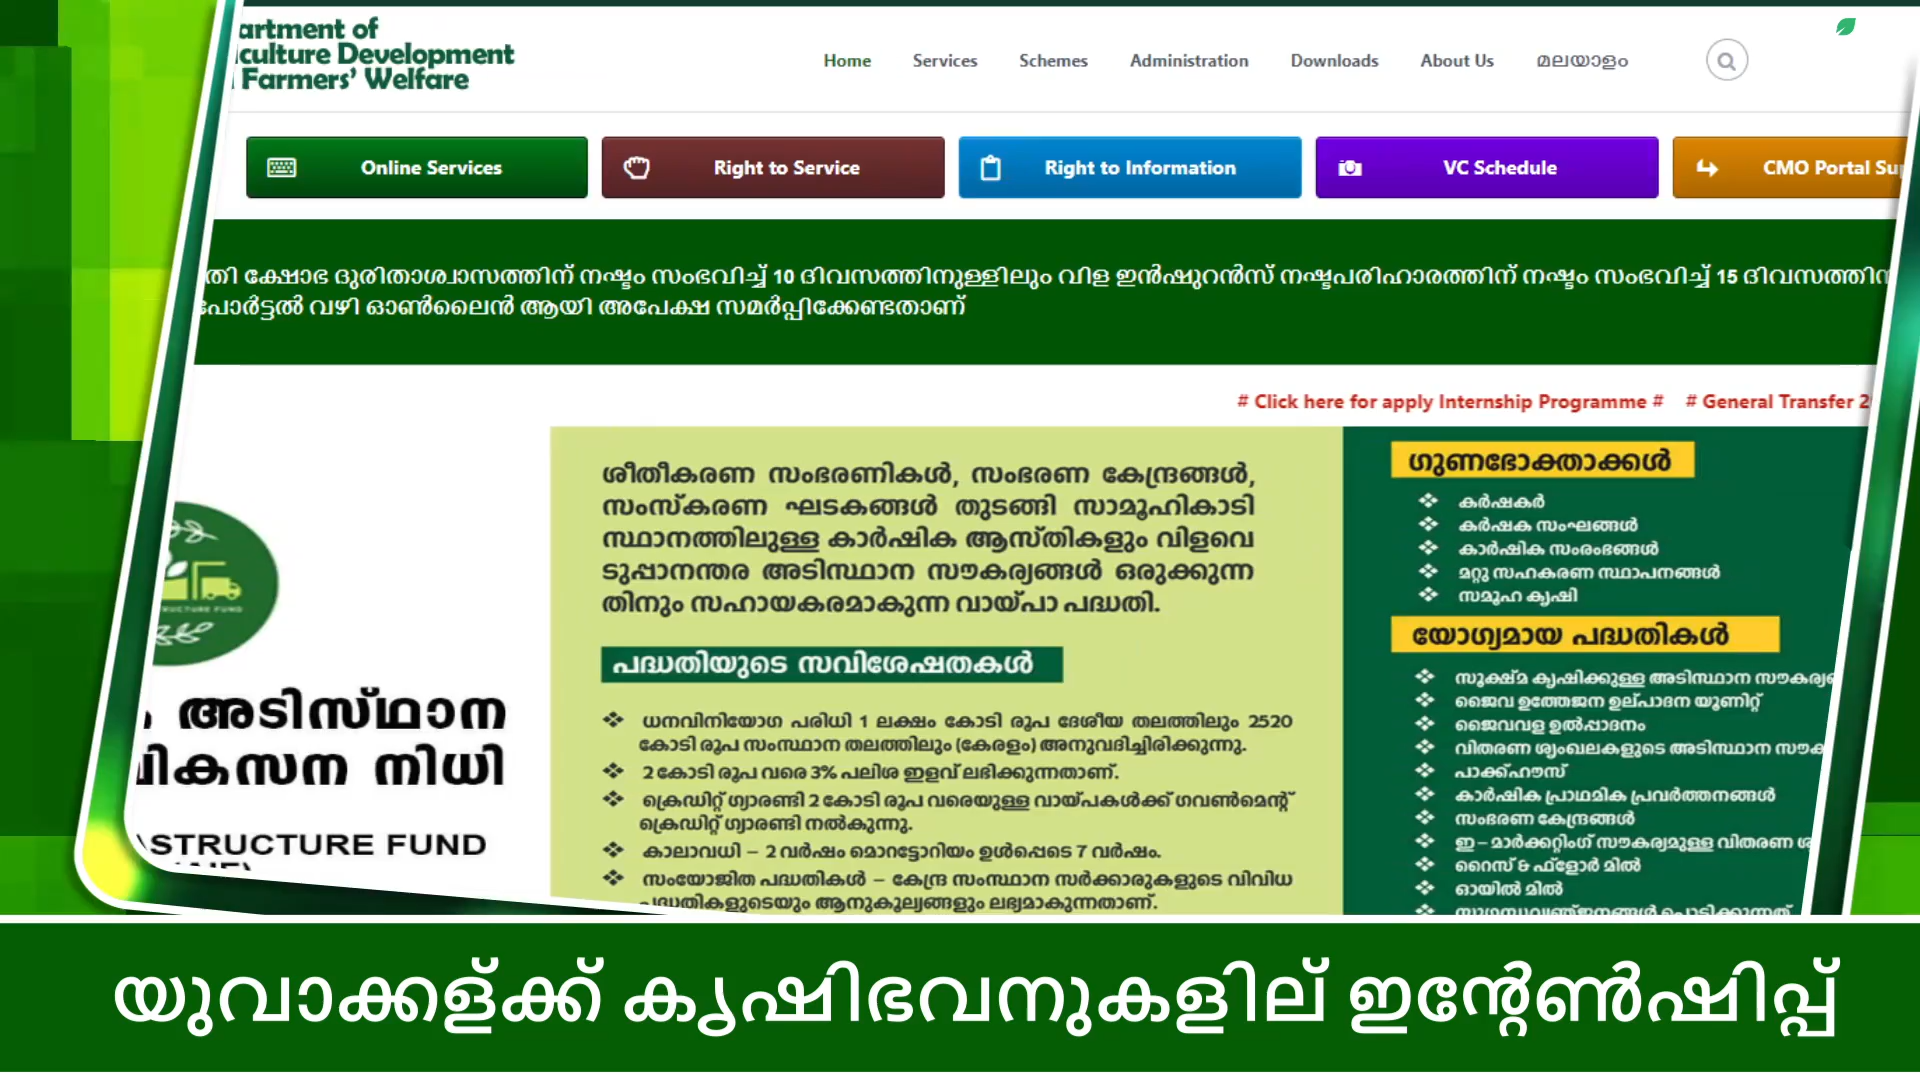 artment of
iculture Development
Farmers' Welfare
Home Services Schemes Administration Downloads About Us മലയാളം
Online Services Right to Service Right to Information VC Schedule CMO Portal Su
തി ക്ഷോഭ ദുരിതാശ്വാസത്തിന് നഷ്ടം സംഭവിച്ച് 10 ദിവസത്തിനുള്ളിലും വിള ഇൻഷുറൻസ് നഷ്ടപരിഹാരത്തിന് നഷ്ടം സംഭവിച്ച് 15 ദിവസത്തിന
പോർട്ടൽ വഴി ഓൺലൈൻ ആയി അപേക്ഷ സമർപ്പിക്കേണ്ടതാണ്
# Click here for apply Internship Programme # # General Transfer 2
ശീതീകരണ സംഭരണികൾ, സംഭരണ കേന്ദ്രങ്ങൾ,
സംസ്കരണ ഘടകങ്ങൾ തുടങ്ങി സാമൂഹികാടി
സ്ഥാനത്തിലുള്ള കാർഷിക ആസ്തികളും വിളവെ
ടുപ്പാനന്തര അടിസ്ഥാന സൗകര്യങ്ങൾ ഒരുക്കുന്ന
തിനും സഹായകരമാകുന്ന വായ്പാ പദ്ധതി.
പദ്ധതിയുടെ സവിശേഷതകൾ
❖ ധനവിനിയോഗ പരിധി 1 ലക്ഷം കോടി രൂപ ദേശീയ തലത്തിലും 2520
കോടി രൂപ സംസ്ഥാന തലത്തിലും (കേരളം) അനുവദിച്ചിരിക്കുന്നു.
❖ 2 കോടി രൂപ വരെ 3% പലിശ ഇളവ് ലഭിക്കുന്നതാണ്.
❖ ക്രെഡിറ്റ് ഗ്യാരണ്ടി 2 കോടി രൂപ വരെയുള്ള വായ്പകൾക്ക് ഗവൺമെന്റ്
ക്രെഡിറ്റ് ഗ്യാരണ്ടി നൽകുന്നു.
❖ കാലാവധി – 2 വർഷം മൊറട്ടോറിയം ഉൾപ്പെടെ 7 വർഷം.
❖ സംയോജിത പദ്ധതികൾ – കേന്ദ്ര സംസ്ഥാന സർക്കാരുകളുടെ വിവിധ
പദ്ധതികളുടെയും ആനുകൂല്യങ്ങളും ലഭ്യമാകുന്നതാണ്.
ഗുണഭോക്താക്കൾ
❖ കർഷകർ
❖ കർഷക സംഘങ്ങൾ
❖ കാർഷിക സംരംഭങ്ങൾ
❖ മറ്റു സഹകരണ സ്ഥാപനങ്ങൾ
❖ സമൂഹ കൃഷി
യോഗ്യമായ പദ്ധതികൾ
❖ സൂക്ഷ്മ കൃഷിക്കുള്ള അടിസ്ഥാന സൗകര്യ
❖ ജൈവ ഉത്തേജന ഉല്പാദന യൂണിറ്റ്
❖ ജൈവവള ഉൽപ്പാദനം
❖ വിതരണ ശൃംഖലകളുടെ അടിസ്ഥാന സൗക
❖ പാക്ക്ഹൗസ്
❖ കാർഷിക പ്രാഥമിക പ്രവർത്തനങ്ങൾ
❖ സംഭരണ കേന്ദ്രങ്ങൾ
❖ ഇ – മാർക്കറ്റിംഗ് സൗകര്യമുള്ള വിതരണ ശ
❖ റൈസ് & ഫ്ളോർ മിൽ
❖ ഓയിൽ മിൽ
❖ സുഗന്ധവ്യഞ്ജനങ്ങൾ പൊടിക്കുന്നത്
അടിസ്ഥാന
വികസന നിധി
ASTRUCTURE FUND
യുവാക്കള്ക്ക് കൃഷിഭവനുകളില് ഇന്റേൺഷിപ്പ്